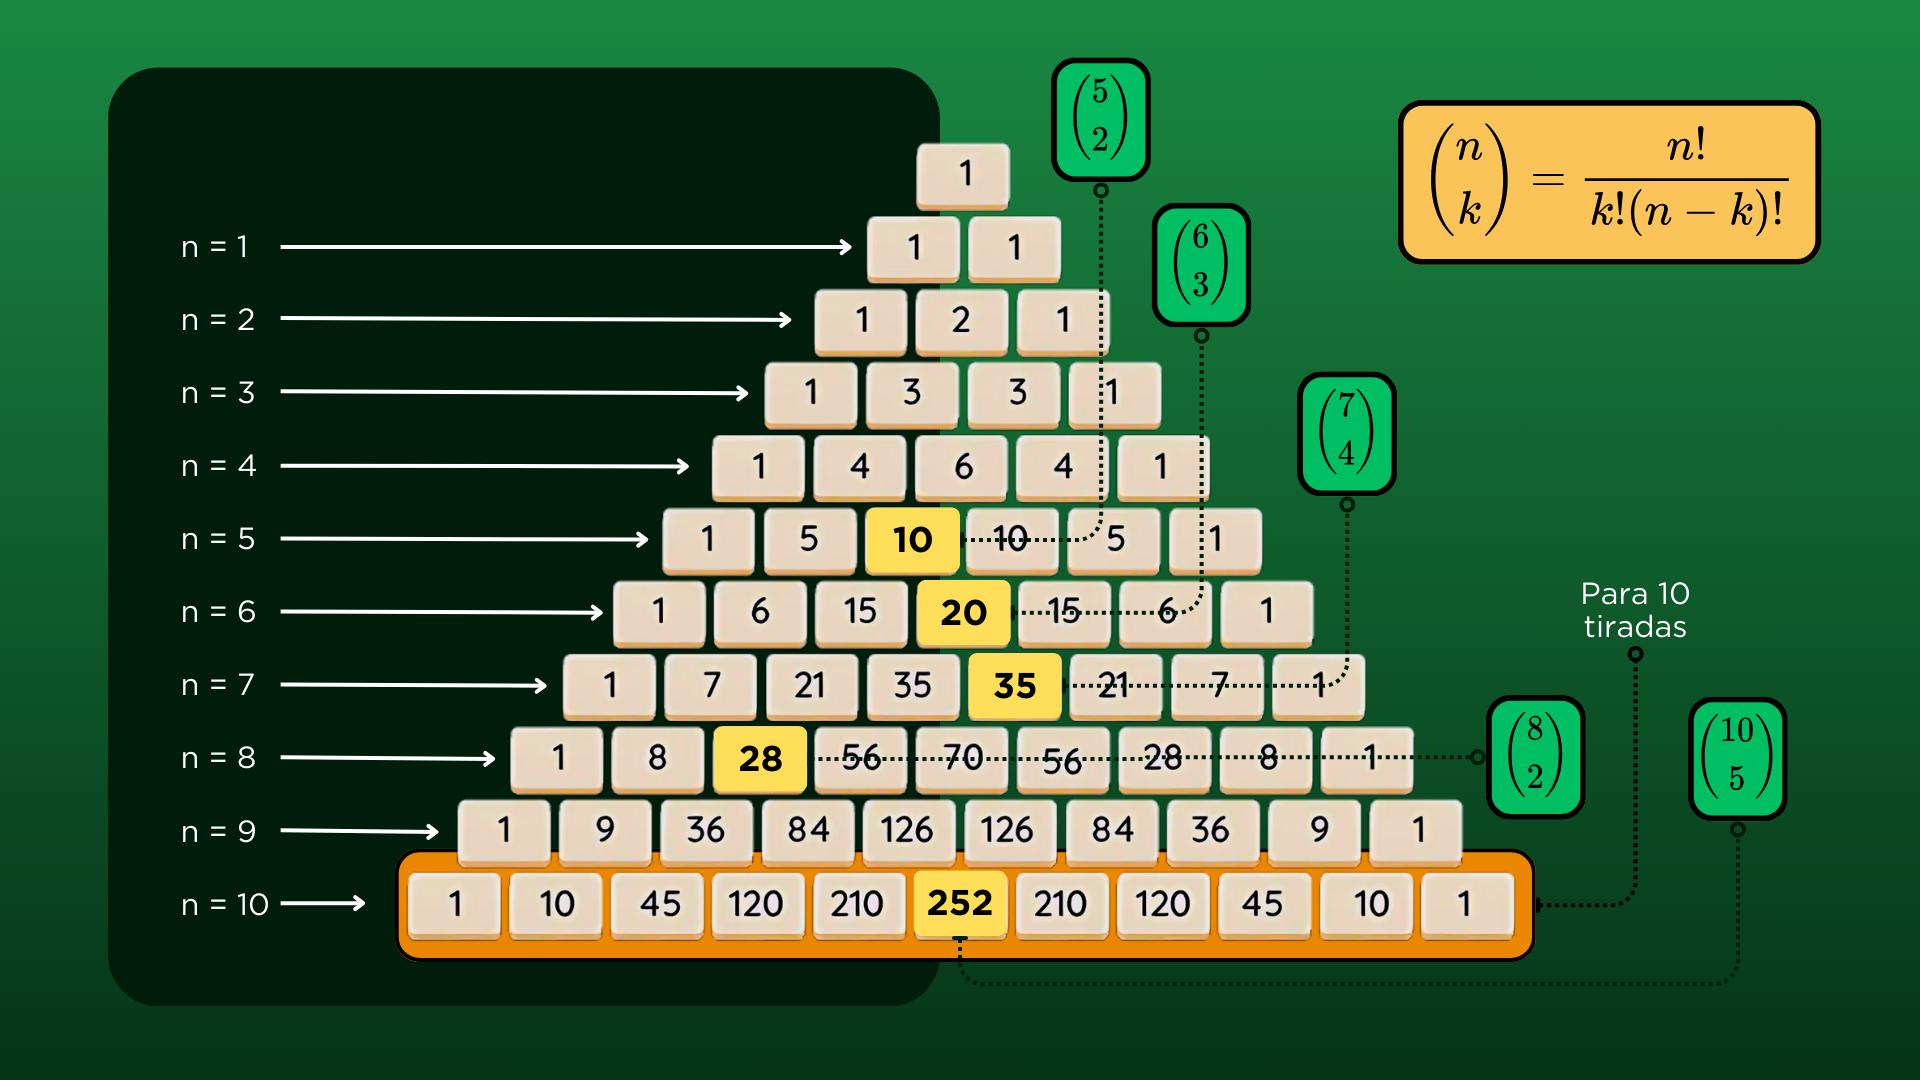 1
n = 1 1 1
n = 2 1 2 1
n = 3 1 3 3 1
n = 4 1 4 6 4 1
n = 5 1 5 10 10 5 1
n = 6 1 6 15 20 15 6 1
n = 7 1 7 21 35 35 21 7 1
n = 8 1 8 28 56 70 56 28 8 1
n = 9 1 9 36 84 126 126 84 36 9 1
n = 10 1 10 45 120 210 252 210 120 45 10 1
(5
2)
(6
3)
(7
4)
(8
2)
(10
5)
Para 10
tiradas
(n
k) = n!
k!(n − k)!